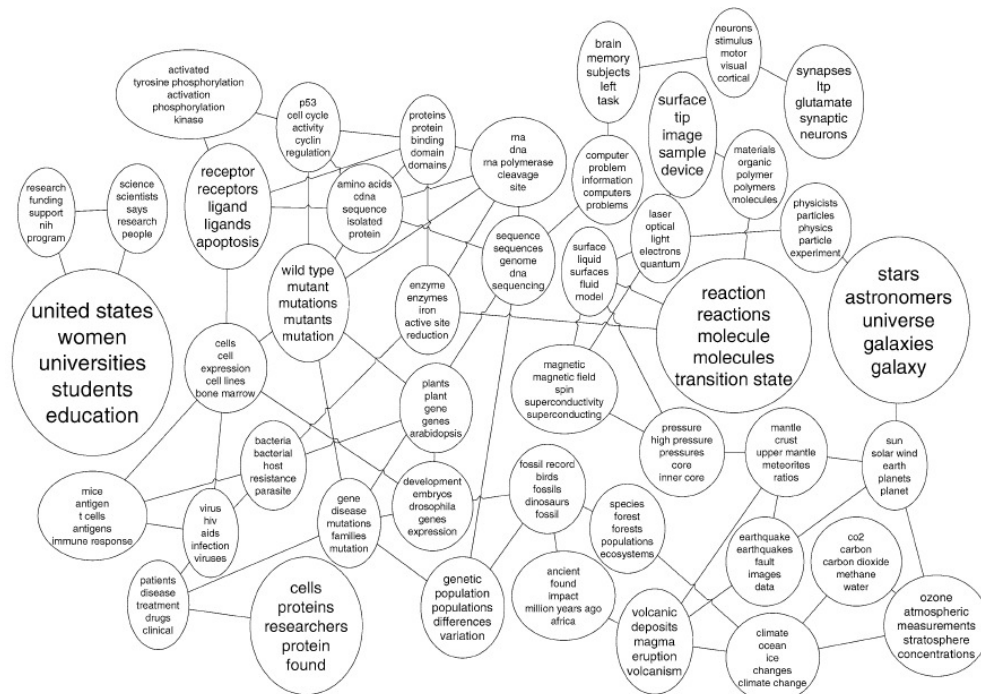 activated
tyrosine phosphorylation
activation
phosphorylation
kinase
p53
cell cycle
activity
cyclin
regulation
proteins
protein
binding
domain
domains
rna
dna
rna polymerase
cleavage
site
brain
memory
subjects
left
task
neurons
stimulus
motor
visual
cortical
synapses
ltp
glutamate
synaptic
neurons
surface
tip
image
sample
device
computer
problem
information
computers
problems
materials
organic
polymer
polymers
molecules
research
funding
support
nih
program
science
scientists
says
research
people
receptor
receptors
ligand
ligands
apoptosis
amino acids
cdna
sequence
isolated
protein
sequence
sequences
genome
dna
sequencing
surface
liquid
surfaces
fluid
model
laser
optical
light
electrons
quantum
physicists
particles
physics
particle
experiment
stars
astronomers
universe
galaxies
galaxy
united states
women
universities
students
education
wild type
mutant
mutations
mutants
mutation
enzyme
enzymes
iron
active site
reduction
reaction
reactions
molecule
molecules
transition state
cells
cell
expression
cell lines
bone marrow
plants
plant
gene
genes
arabidopsis
magnetic
magnetic field
spin
superconductivity
superconducting
pressure
high pressure
pressures
core
inner core
mantle
crust
upper mantle
meteorites
ratios
sun
solar wind
earth
planets
planet
bacteria
bacterial
host
resistance
parasite
mice
antigen
t cells
antigens
immune response
virus
hiv
aids
infection
viruses
gene
disease
mutations
families
mutation
development
embryos
drosophila
genes
expression
fossil record
birds
fossils
dinosaurs
fossil
species
forest
forests
populations
ecosystems
earthquake
earthquakes
fault
images
data
co2
carbon
carbon dioxide
methane
water
patients
disease
treatment
drugs
clinical
cells
proteins
researchers
protein
found
genetic
population
populations
differences
variation
ancient
found
impact
million years ago
africa
volcanic
deposits
magma
eruption
volcanism
climate
ocean
ice
changes
climate change
ozone
atmospheric
measurements
stratosphere
concentrations